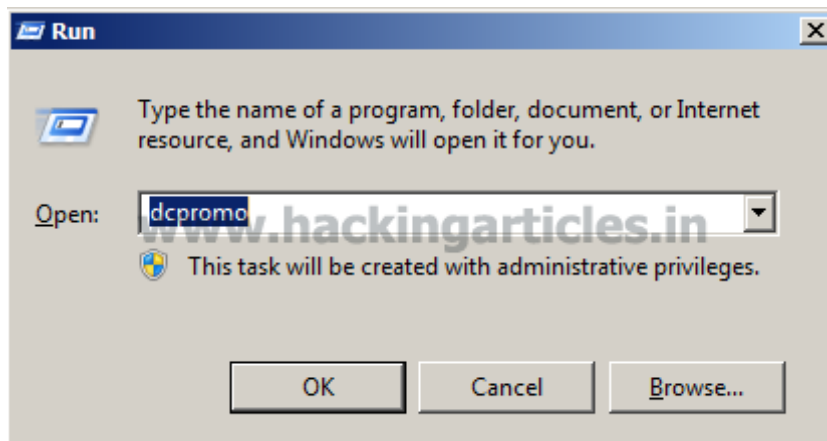 Run
Type the name of a program, folder, document, or Internet
resource, and Windows will open it for you.
Open: dcpromo
www.hackingarticles.in
This task will be created with administrative privileges.
OK Cancel Browse...